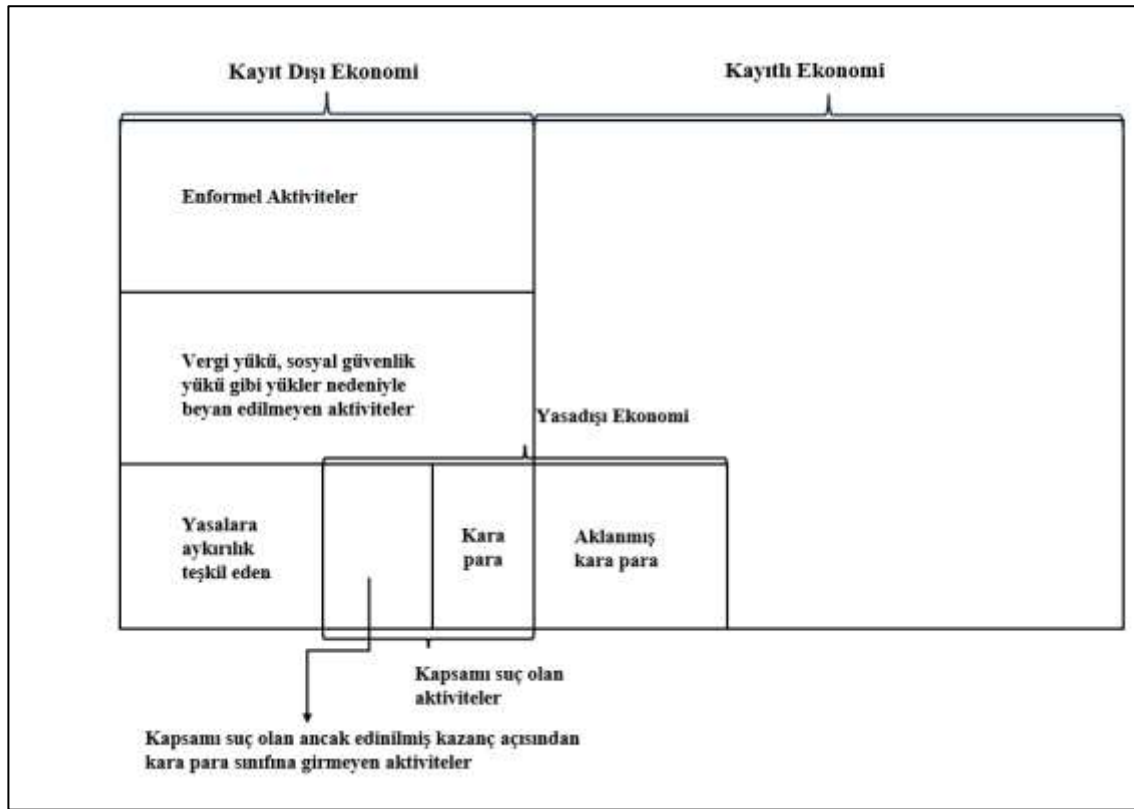 Kayıt Dışı Ekonomi
Kayıtlı Ekonomi
Enformel Aktiviteler
Vergi yükü, sosyal güvenlik
yükü gibi yükler nedeniyle
beyan edilmeyen aktiviteler
Yasadışı Ekonomi
Yasalara
aykırılık
teşkil eden
Kara
para
Aklanmış
kara para
Kapsamı suç olan
aktiviteler
Kapsamı suç olan ancak edinilmiş kazanç açısından
kara para sınıfına girmeyen aktiviteler